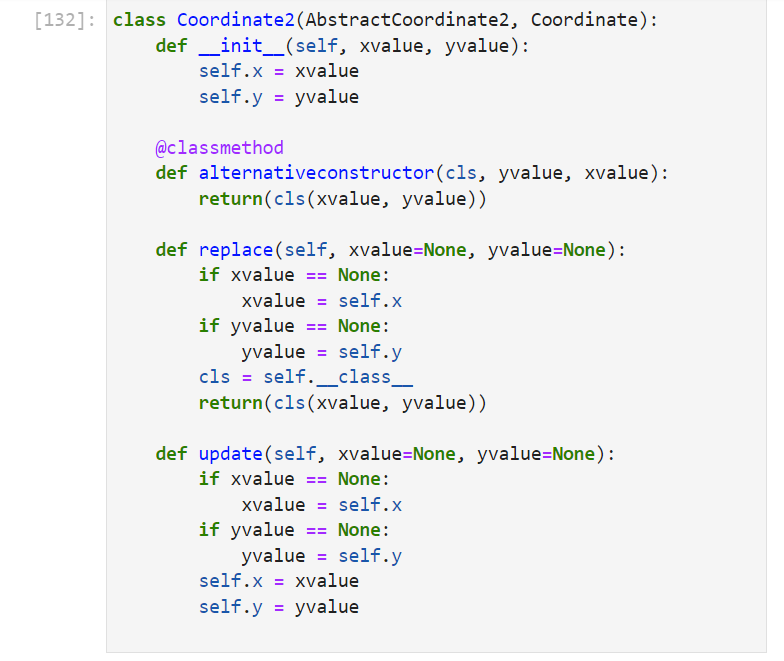 [132]: class Coordinate2(AbstractCoordinate2, Coordinate):
    def __init__(self, xvalue, yvalue):
        self.x = xvalue
        self.y = yvalue

    @classmethod
    def alternativeconstructor(cls, yvalue, xvalue):
        return(cls(xvalue, yvalue))

    def replace(self, xvalue=None, yvalue=None):
        if xvalue == None:
            xvalue = self.x
        if yvalue == None:
            yvalue = self.y
        cls = self.__class__
        return(cls(xvalue, yvalue))

    def update(self, xvalue=None, yvalue=None):
        if xvalue == None:
            xvalue = self.x
        if yvalue == None:
            yvalue = self.y
        self.x = xvalue
        self.y = yvalue